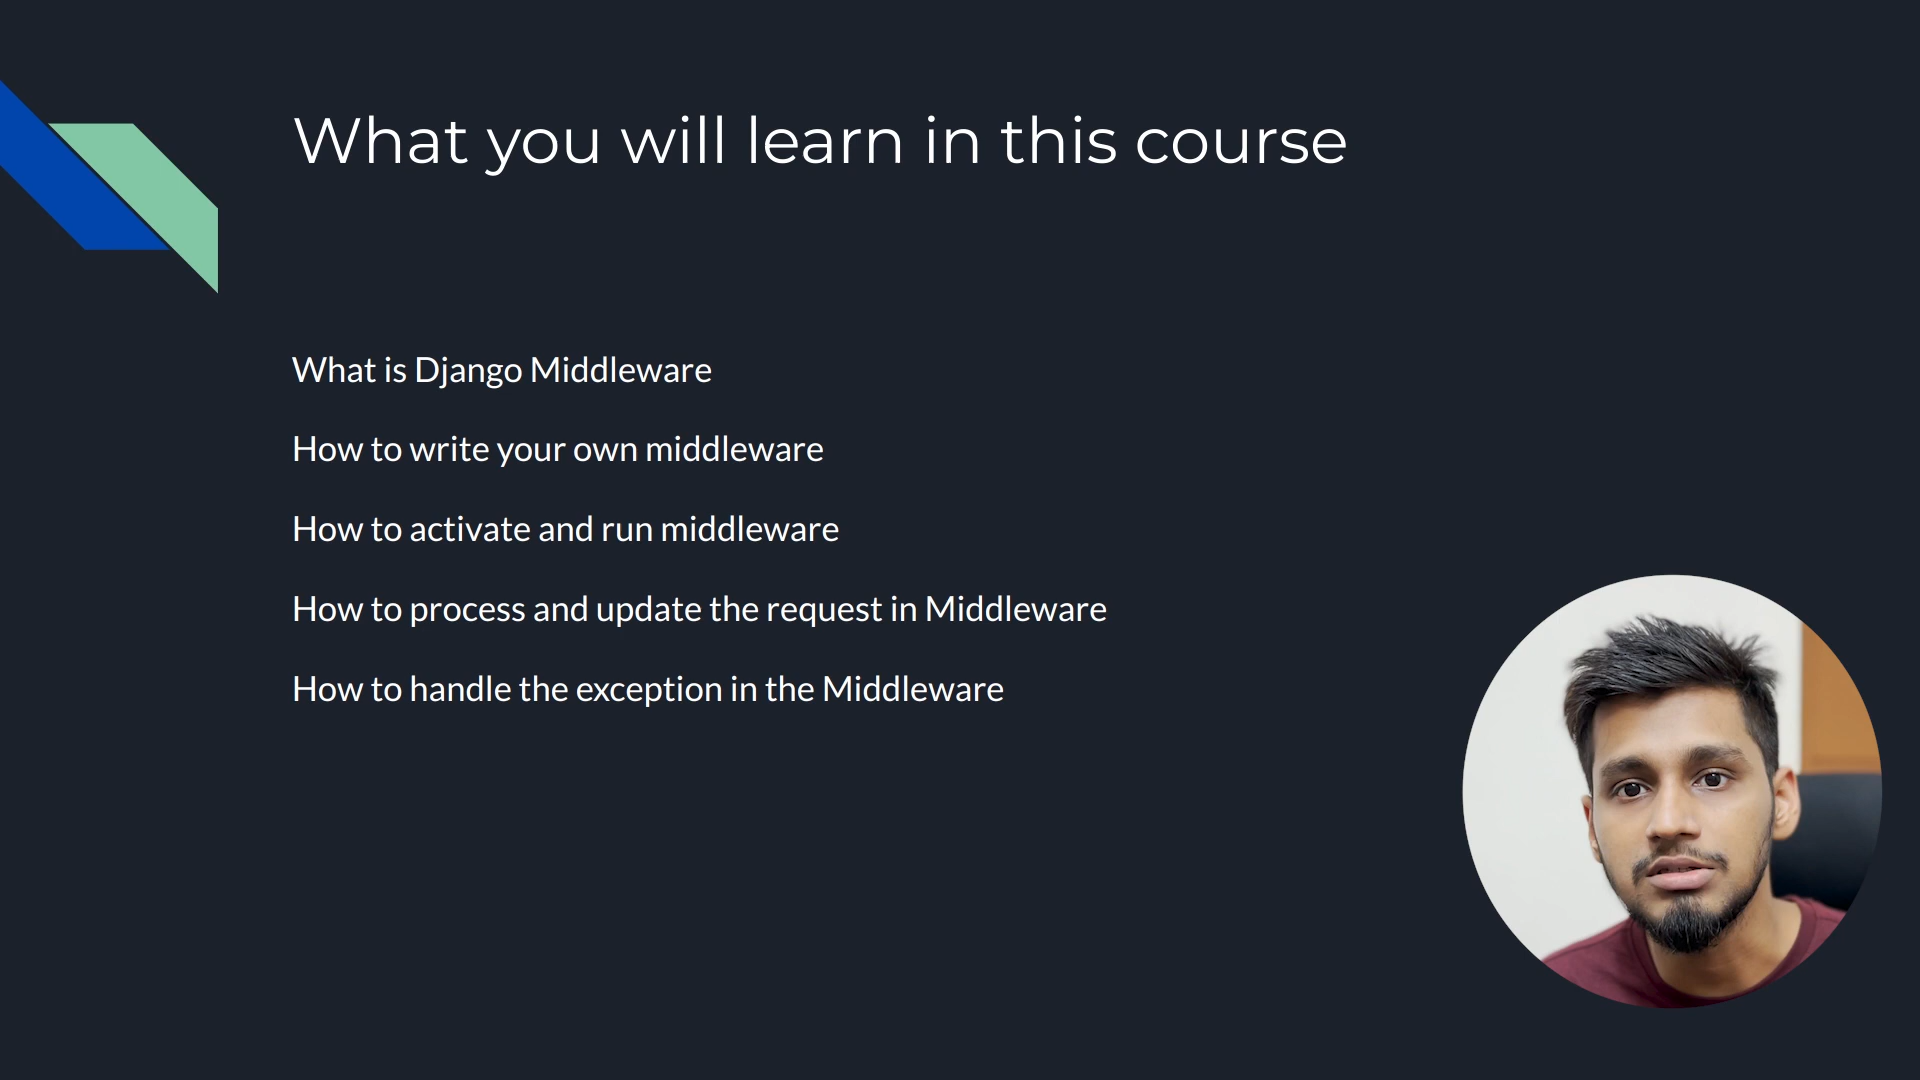 What you will learn in this course
What is Django Middleware
How to write your own middleware
How to activate and run middleware
How to process and update the request in Middleware
How to handle the exception in the Middleware